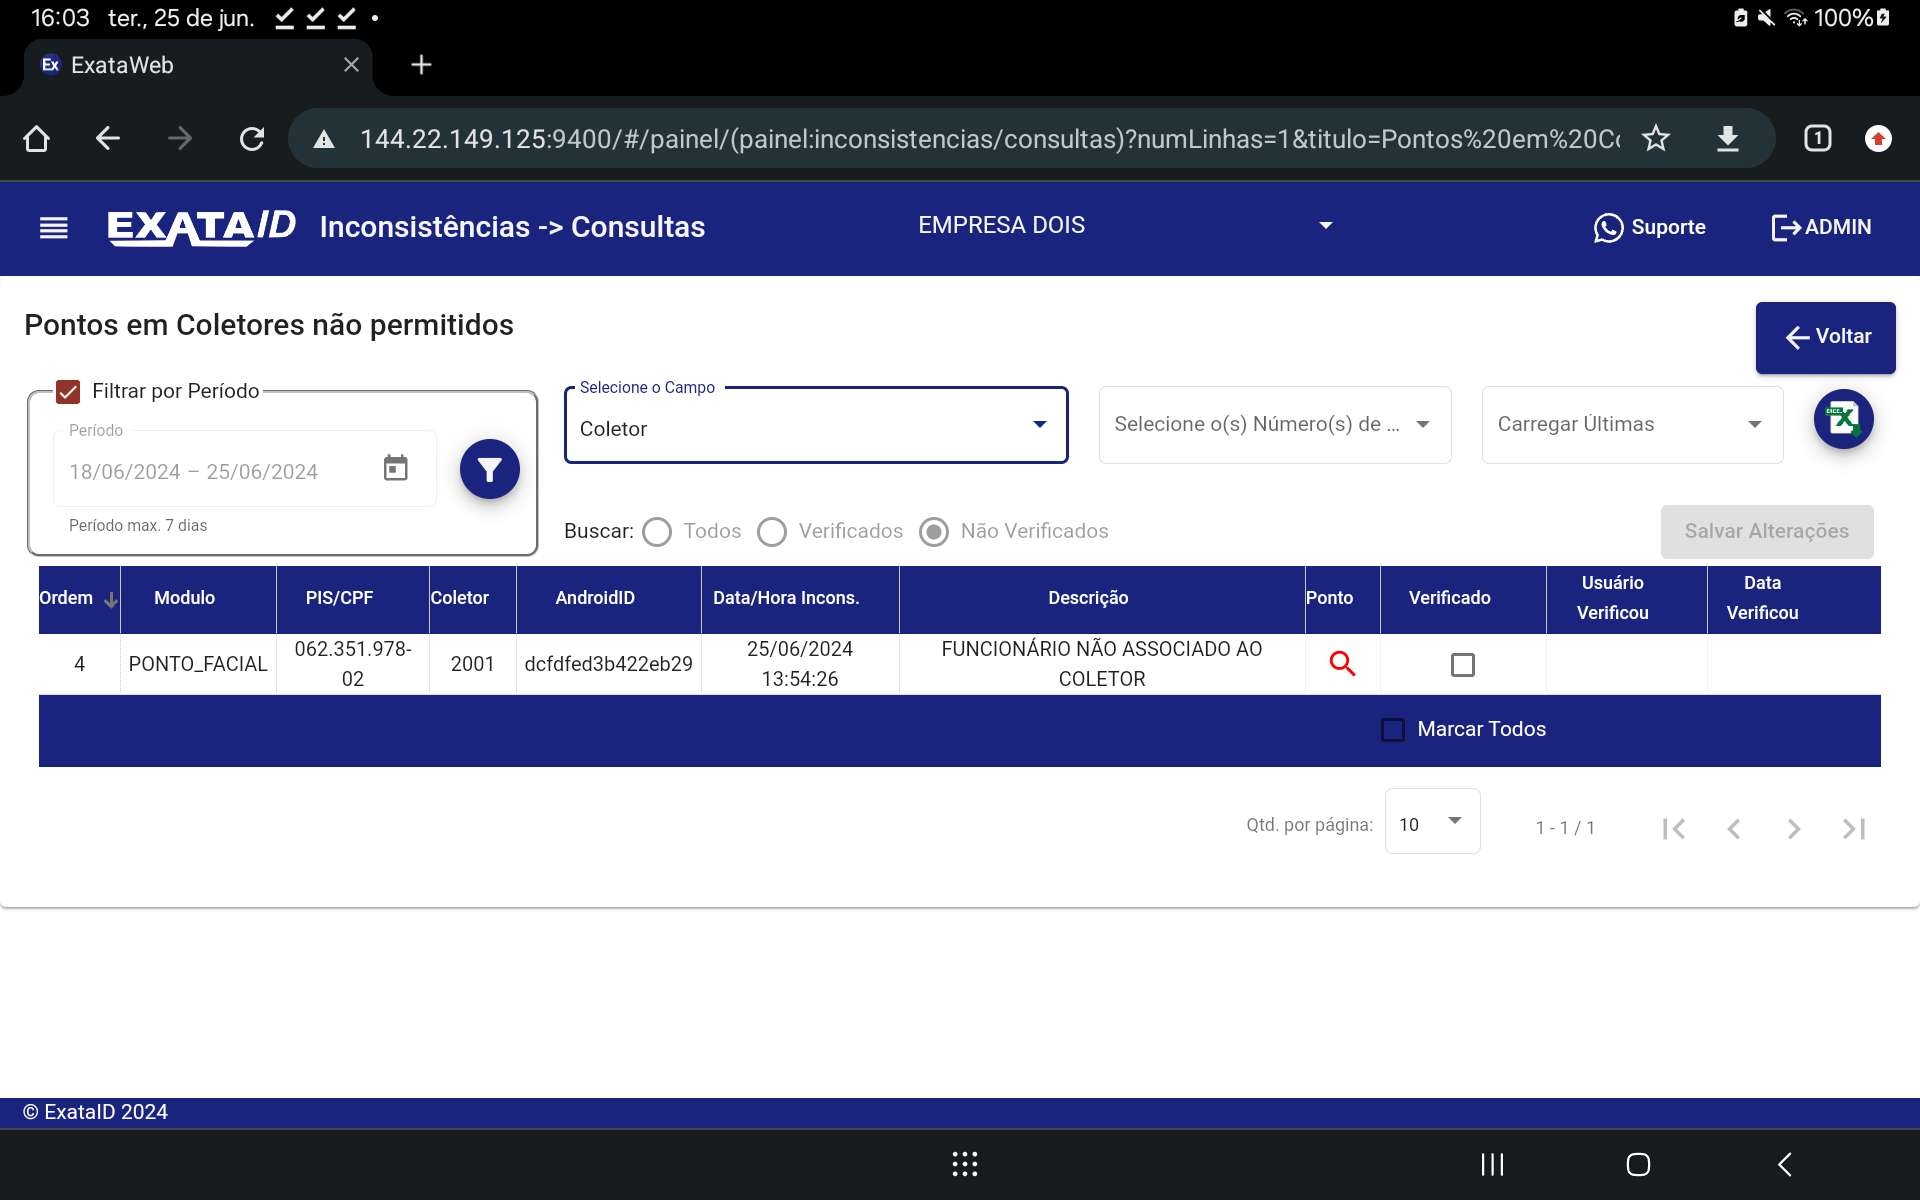 16:03 ter., 25 de jun.
100%
Ex ExataWeb
144.22.149.125:9400/#/painel/(painel:inconsistencias/consultas)?numLinhas=1&titulo=Pontos%20em%20Co
1
EXATAID Inconsistências -> Consultas EMPRESA DOIS Suporte ADMIN
Pontos em Coletores não permitidos
Voltar
Filtrar por Período
Período
18/06/2024 – 25/06/2024
Período max. 7 dias
Selecione o Campo
Coletor
Selecione o(s) Número(s) de ...
Carregar Últimas
Buscar: Todos Verificados Não Verificados
Salvar Alterações
Ordem Modulo PIS/CPF Coletor AndroidID Data/Hora Incons. Descrição Ponto Verificado Usuário Verificou Data Verificou
4 PONTO_FACIAL 062.351.978-02 2001 dcfdfed3b422eb29 25/06/2024 13:54:26 FUNCIONÁRIO NÃO ASSOCIADO AO COLETOR
Marcar Todos
Qtd. por página: 10 1 - 1 / 1
© ExataID 2024